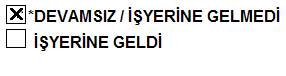 *DEVAMSIZ / İŞYERİNE GELMEDİ
İŞYERİNE GELDİ